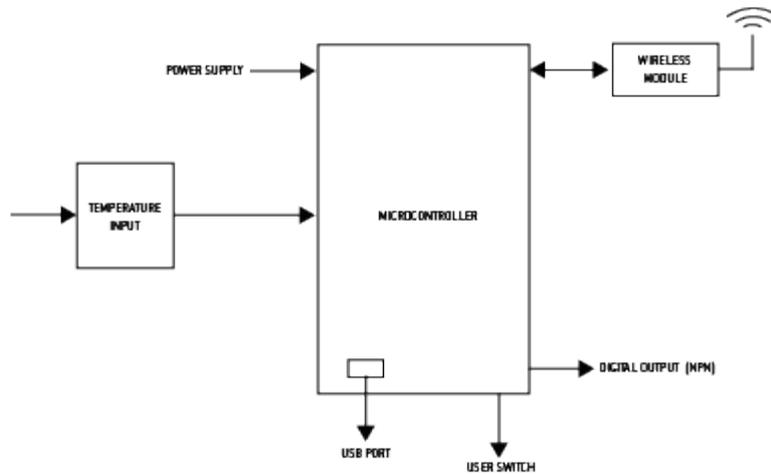 WIRELESS
MODULE
POWER SUPPLY
TEMPERATURE
INPUT
MICROCONTROLLER
DIGITAL OUTPUT (NPN)
USB PORT
USER SWITCH